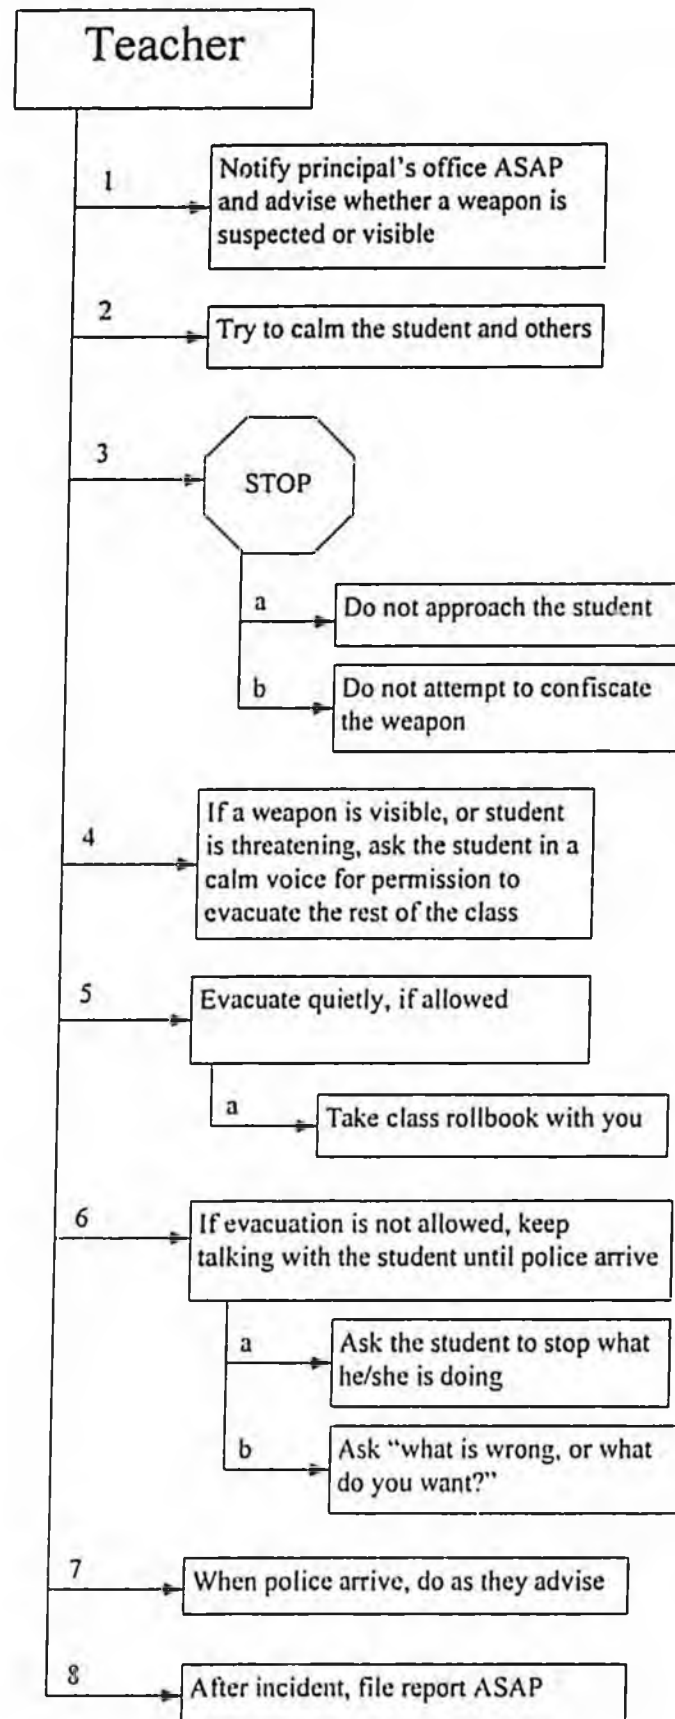 Teacher
1
Notify principal's office ASAP
and advise whether a weapon is
suspected or visible
2
Try to calm the student and others
3
STOP
a
Do not approach the student
b
Do not attempt to confiscate
the weapon
4
If a weapon is visible, or student
is threatening, ask the student in a
calm voice for permission to
evacuate the rest of the class
5
Evacuate quietly, if allowed
a
Take class rollbook with you
6
If evacuation is not allowed, keep
talking with the student until police arrive
a
Ask the student to stop what
he/she is doing
b
Ask “what is wrong, or what
do you want?”
7
When police arrive, do as they advise
8
After incident, file report ASAP